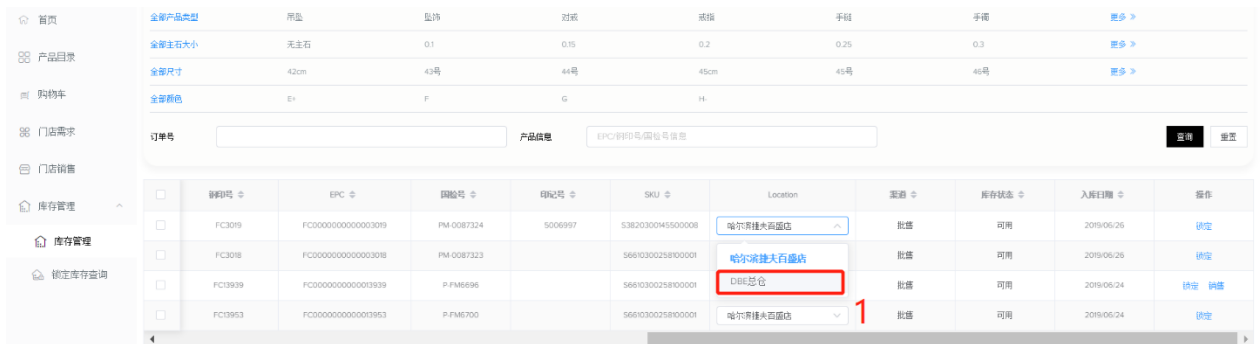 首页
产品目录
购物车
门店需求
门店销售
库存管理
库存管理
锁定库存查询
全部产品类型 吊坠 坠饰 对戒 戒指 手链 手镯 更多 》
全部主石大小 无主石 0.1 0.15 0.2 0.25 0.3 更多 》
全部尺寸 42cm 43号 44号 45cm 45号 46号 更多 》
全部颜色 E+ F G H-
订单号 产品信息 EPC/钢印号/国检号信息 查询 重置
钢印号 EPC 国检号 印记号 SKU Location 渠道 库存状态 入库日期 操作
FC3019 FC0000000000003019 PM-0087324 5006997 S3820300145500008 哈尔滨捷夫百盛店 批售 可用 2019/06/26 锁定
FC3018 FC0000000000003018 PM-0087323 S6610300258100001 哈尔滨捷夫百盛店 批售 可用 2019/06/26 锁定
FC13939 FC0000000000013939 P-FM6696 S6610300258100001 DBE总仓 批售 可用 2019/06/24 锁定 销售
FC13953 FC0000000000013953 P-FM6700 S6610300258100001 哈尔滨捷夫百盛店 1 批售 可用 2019/06/24 锁定